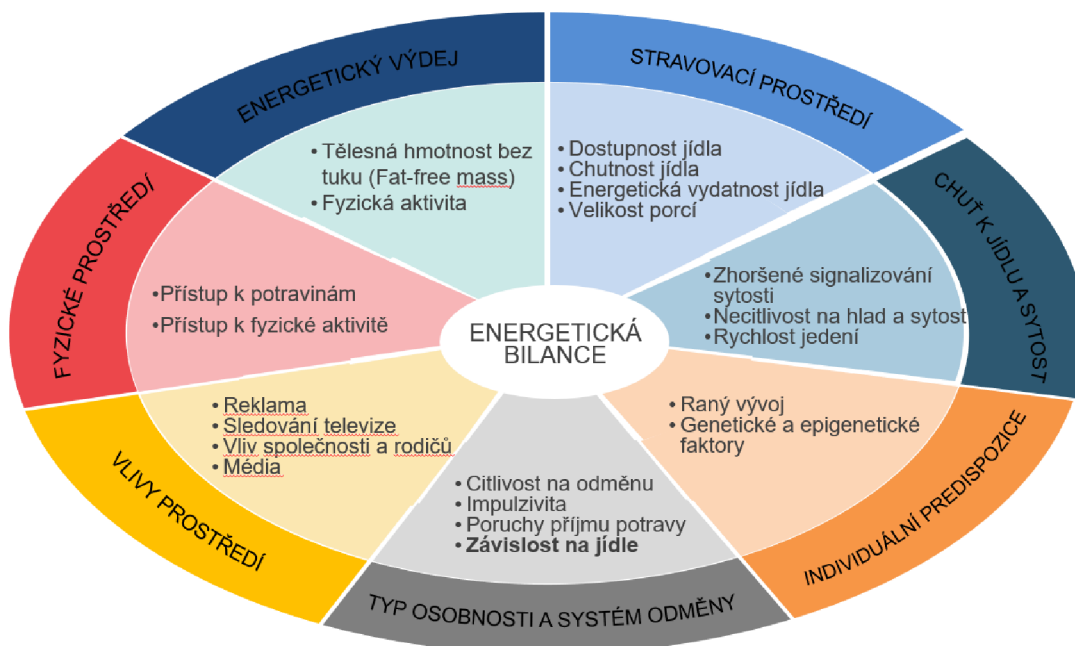 ENERGETICKÝ VÝDEJ
• Tělesná hmotnost bez
tuku (Fat-free mass)
• Fyzická aktivita
STRAVOVACÍ PROSTŘEDÍ
• Dostupnost jídla
• Chutnost jídla
• Energetická vydatnost jídla
• Velikost porcí
CHUŤ K JÍDLU A SYTOST
• Zhoršené signalizování
sytosti
• Necitlivost na hlad a sytost
• Rychlost jedení
INDIVIDUÁLNÍ PREDISPOZICE
• Raný vývoj
• Genetické a epigenetické
faktory
TYP OSOBNOSTI A SYSTÉM ODMĚNY
• Citlivost na odměnu
• Impulzivita
• Poruchy příjmu potravy
• Závislost na jídle
VLIVY PROSTŘEDÍ
• Reklama
• Sledování televize
• Vliv společnosti a rodičů
• Média
FYZICKÉ PROSTŘEDÍ
• Přístup k potravinám
• Přístup k fyzické aktivitě
ENERGETICKÁ
BILANCE